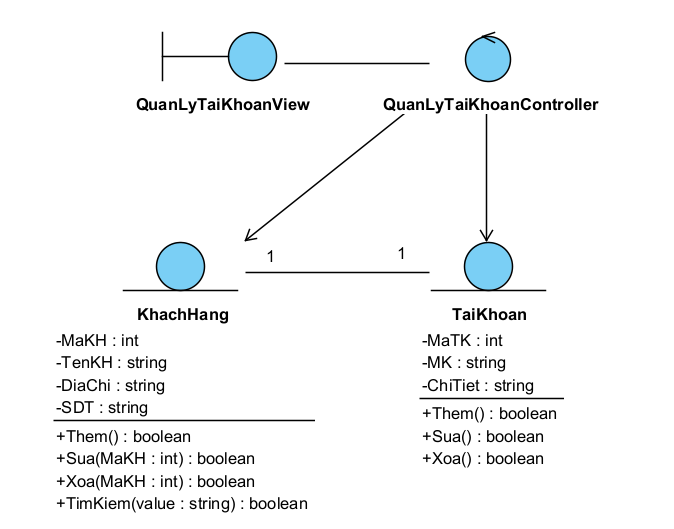 QuanLyTaiKhoanView
QuanLyTaiKhoanController
1
1
KhachHang
-MaKH : int
-TenKH : string
-DiaChi : string
-SDT : string
+Them() : boolean
+Sua(MaKH : int) : boolean
+Xoa(MaKH : int) : boolean
+TimKiem(value : string) : boolean
TaiKhoan
-MaTK : int
-MK : string
-ChiTiet : string
+Them() : boolean
+Sua() : boolean
+Xoa() : boolean